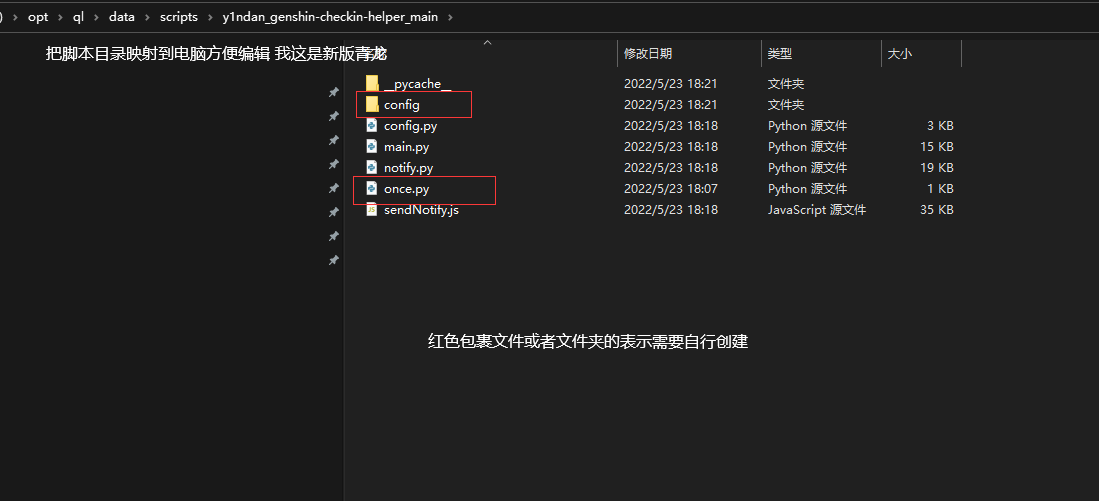 ) › opt › ql › data › scripts › y1ndan_genshin-checkin-helper_main ›
把脚本目录映射到电脑方便编辑 我这是新版青龙
修改日期 类型 大小
__pycache__ 2022/5/23 18:21 文件夹
config 2022/5/23 18:21 文件夹
config.py 2022/5/23 18:18 Python 源文件 3 KB
main.py 2022/5/23 18:18 Python 源文件 15 KB
notify.py 2022/5/23 18:18 Python 源文件 19 KB
once.py 2022/5/23 18:07 Python 源文件 1 KB
sendNotify.js 2022/5/23 18:18 JavaScript 源文件 35 KB
红色包裹文件或者文件夹的表示需要自行创建